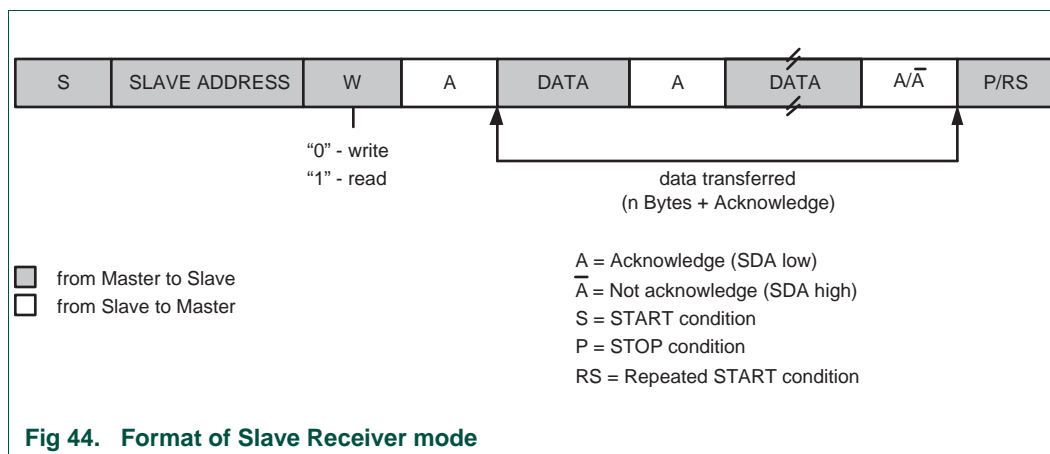 S SLAVE ADDRESS W A DATA A DATA A/A̅ P/RS
“0” - write
“1” - read
data transferred
(n Bytes + Acknowledge)
from Master to Slave
from Slave to Master
A = Acknowledge (SDA low)
A̅ = Not acknowledge (SDA high)
S = START condition
P = STOP condition
RS = Repeated START condition
Fig 44. Format of Slave Receiver mode